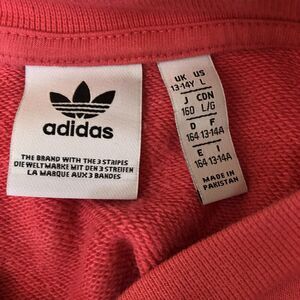 adidas
THE BRAND WITH THE 3 STRIPES
DIE WELTMARKE MIT DEN 3 STREIFEN
LA MARQUE AUX 3 BANDES
UK US
13-14Y L
J CDN
160 L/G
D F
164 13-14A
E I
164 13-14A
MADE IN
PAKISTAN